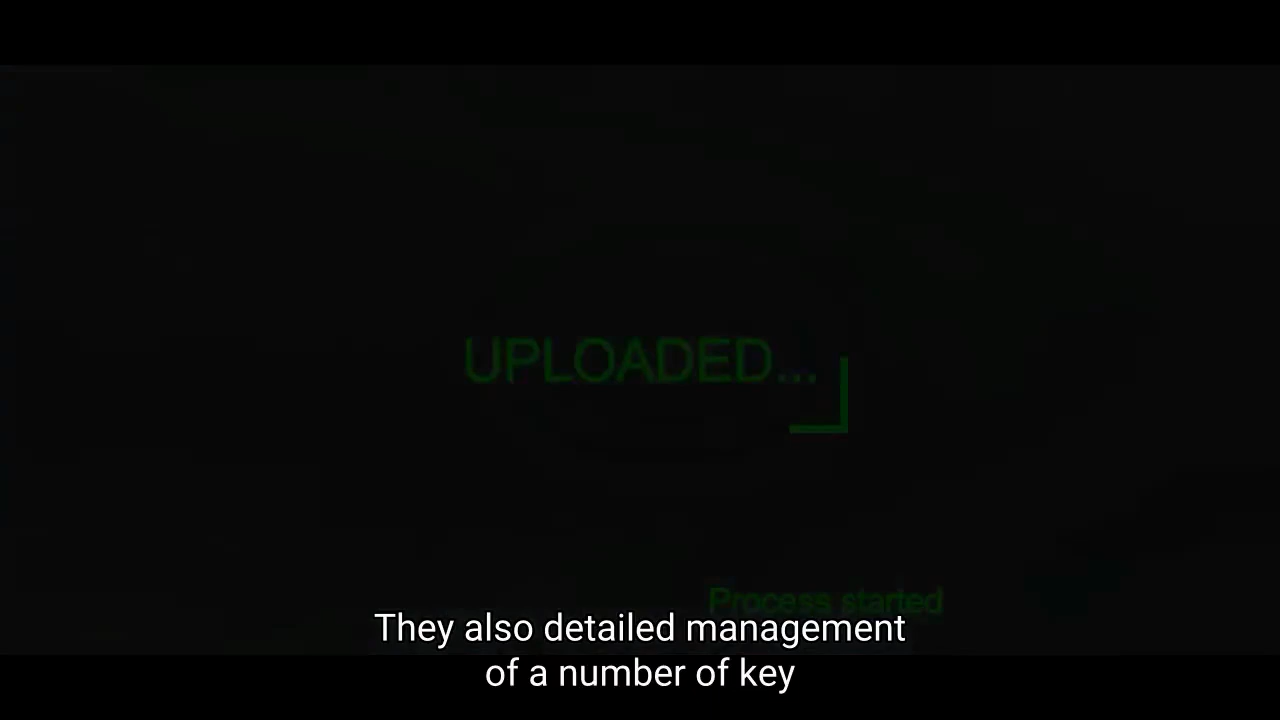 UPLOADED...
Process started
They also detailed management
of a number of key